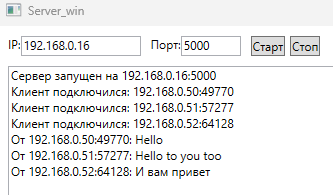 Server_win
IP: 192.168.0.16 Порт: 5000 Старт Стоп
Сервер запущен на 192.168.0.16:5000
Клиент подключился: 192.168.0.50:49770
Клиент подключился: 192.168.0.51:57277
Клиент подключился: 192.168.0.52:64128
От 192.168.0.50:49770: Hello
От 192.168.0.51:57277: Hello to you too
От 192.168.0.52:64128: И вам привет